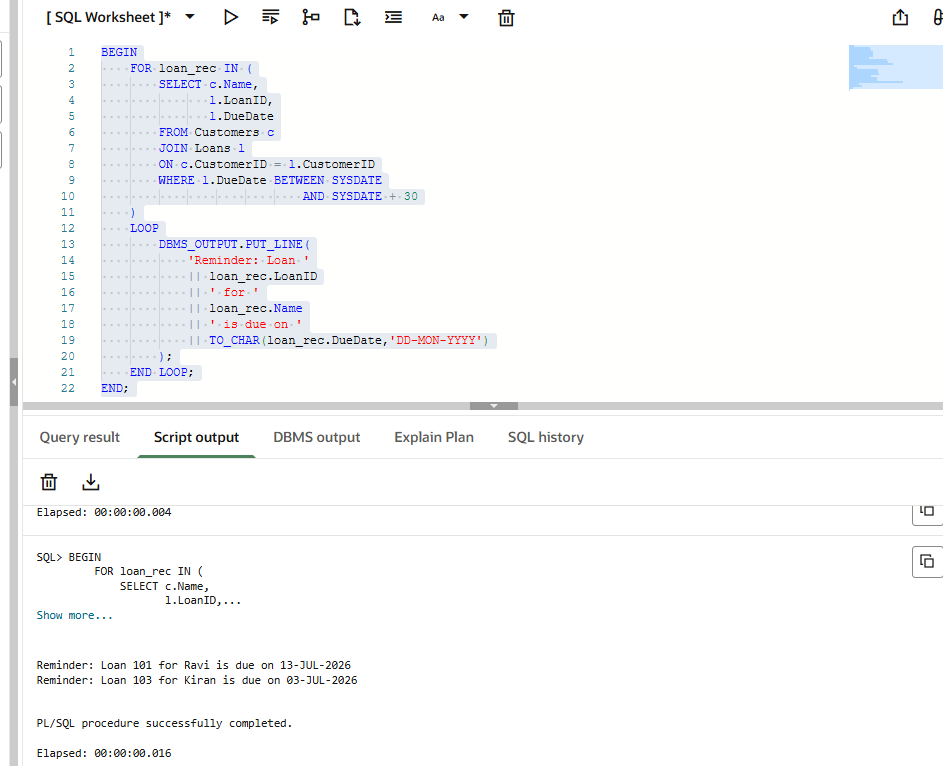 [ SQL Worksheet ]*
Aa
1 BEGIN
2 FOR loan_rec IN (
3 SELECT c.Name,
4 l.LoanID,
5 l.DueDate
6 FROM Customers c
7 JOIN Loans l
8 ON c.CustomerID = l.CustomerID
9 WHERE l.DueDate BETWEEN SYSDATE
10 AND SYSDATE + 30
11 )
12 LOOP
13 DBMS_OUTPUT.PUT_LINE(
14 'Reminder: Loan '
15 || loan_rec.LoanID
16 || ' for '
17 || loan_rec.Name
18 || ' is due on '
19 || TO_CHAR(loan_rec.DueDate,'DD-MON-YYYY')
20 );
21 END LOOP;
22 END;
Query result Script output DBMS output Explain Plan SQL history
Elapsed: 00:00:00.004
SQL> BEGIN
FOR loan_rec IN (
SELECT c.Name,
l.LoanID,...
Show more...
Reminder: Loan 101 for Ravi is due on 13-JUL-2026
Reminder: Loan 103 for Kiran is due on 03-JUL-2026
PL/SQL procedure successfully completed.
Elapsed: 00:00:00.016